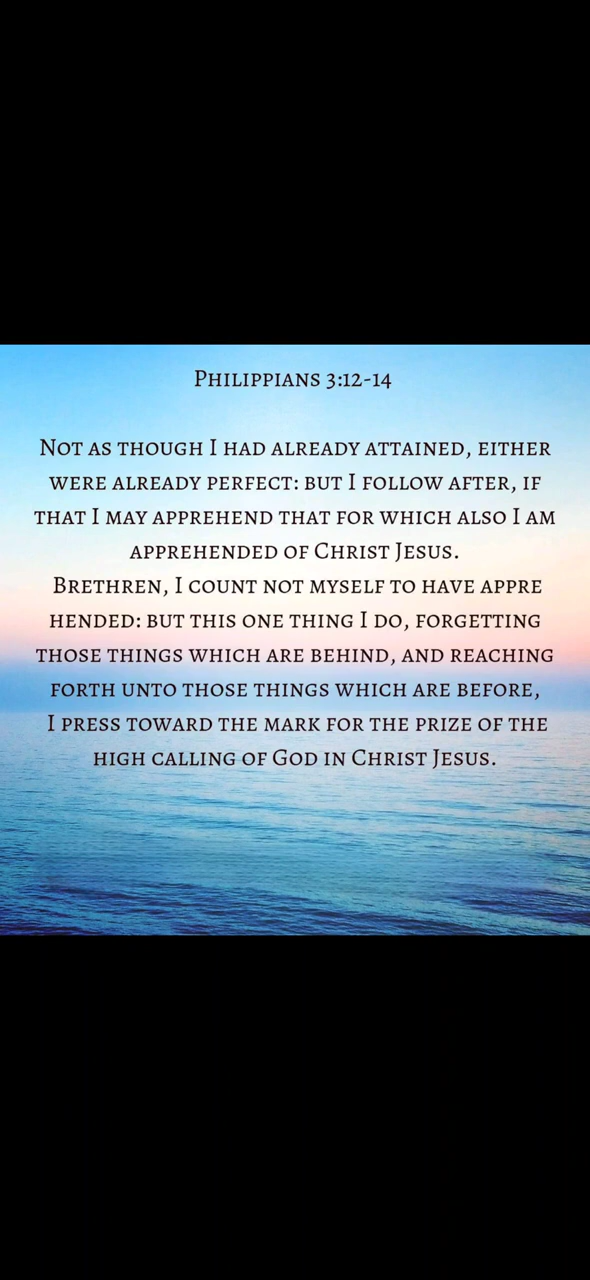 Philippians 3:12-14
Not as though I had already attained, either
were already perfect: but I follow after, if
that I may apprehend that for which also I am
apprehended of Christ Jesus.
Brethren, I count not myself to have appre
hended: but this one thing I do, forgetting
those things which are behind, and reaching
forth unto those things which are before,
I press toward the mark for the prize of the
high calling of God in Christ Jesus.